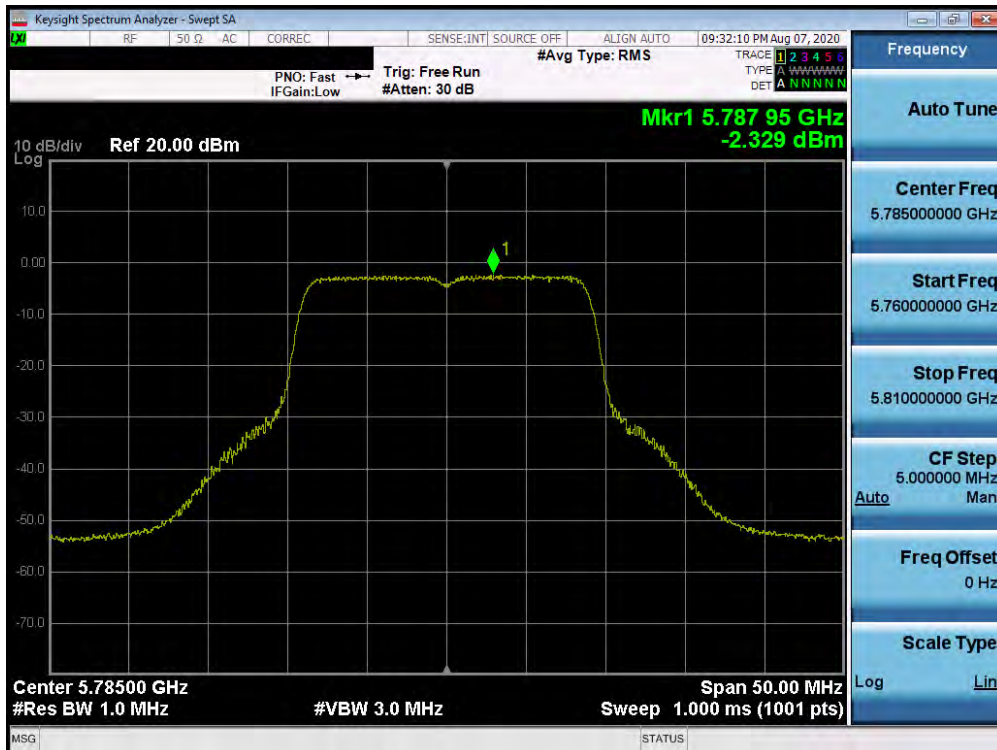 Keysight Spectrum Analyzer - Swept SA
LXI RF 50 Ω AC CORREC SENSE:INT SOURCE OFF ALIGN AUTO 09:32:10 PM Aug 07, 2020
#Avg Type: RMS
TRACE 1 2 3 4 5 6
PNO: Fast Trig: Free Run
TYPE A WWWWW
IFGain:Low #Atten: 30 dB
DET A N N N N N
Mkr1 5.787 95 GHz
-2.329 dBm
10 dB/div Ref 20.00 dBm
Log
10.0
0.00
1
-10.0
-20.0
-30.0
-40.0
-50.0
-60.0
-70.0
Center 5.78500 GHz Span 50.00 MHz
#Res BW 1.0 MHz #VBW 3.0 MHz Sweep 1.000 ms (1001 pts)
MSG STATUS
Frequency
Auto Tune
Center Freq
5.785000000 GHz
Start Freq
5.760000000 GHz
Stop Freq
5.810000000 GHz
CF Step
5.000000 MHz
Auto Man
Freq Offset
0 Hz
Scale Type
Log Lin